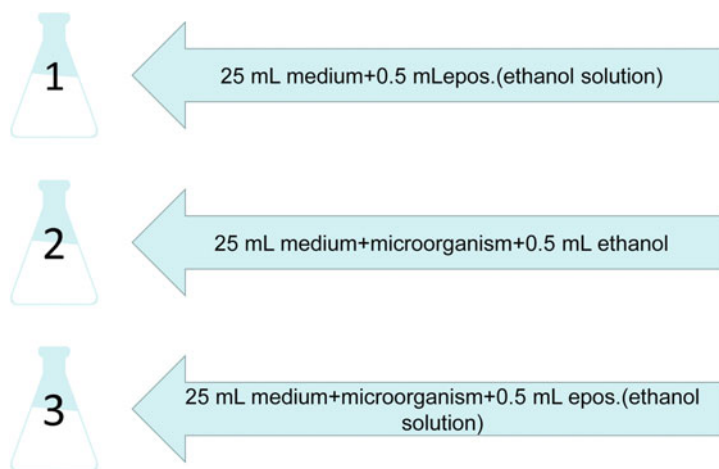 1
25 mL medium+0.5 mLepos.(ethanol solution)
2
25 mL medium+microorganism+0.5 mL ethanol
3
25 mL medium+microorganism+0.5 mL epos.(ethanol
solution)